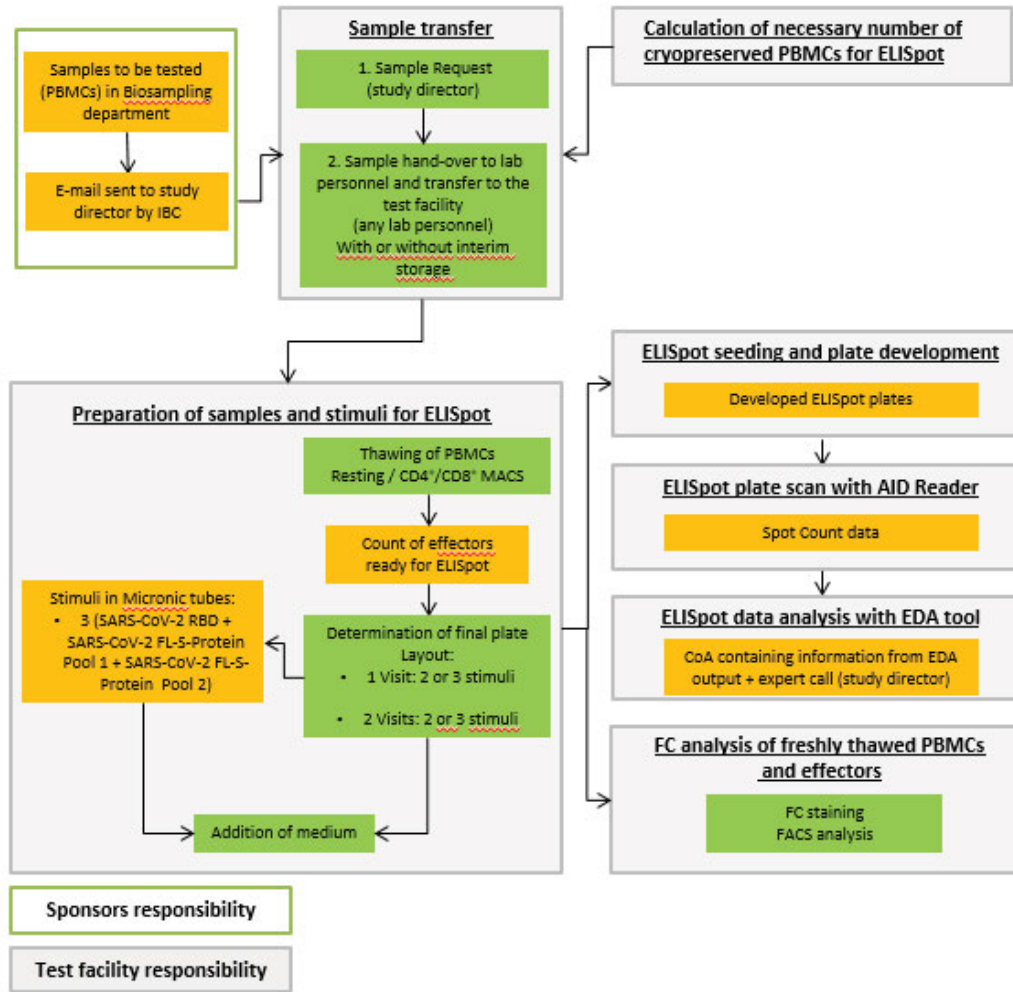 Samples to be tested
(PBMCs) in Biosampling
department
E-mail sent to study
director by IBC
Sample transfer
1. Sample Request
(study director)
2. Sample hand-over to lab
personnel and transfer to the
test facility
(any lab personnel)
With or without interim
storage
Calculation of necessary number of
cryopreserved PBMCs for ELISpot
Preparation of samples and stimuli for ELISpot
Thawing of PBMCs
Resting / CD4⁺/CD8⁺ MACS
Count of effectors
ready for ELISpot
Stimuli in Micronic tubes:
• 3 (SARS-CoV-2 RBD +
SARS-CoV-2 FL-S-Protein
Pool 1 + SARS-CoV-2 FL-S-
Protein Pool 2)
Determination of final plate
Layout:
• 1 Visit: 2 or 3 stimuli
• 2 Visits: 2 or 3 stimuli
Addition of medium
ELISpot seeding and plate development
Developed ELISpot plates
ELISpot plate scan with AID Reader
Spot Count data
ELISpot data analysis with EDA tool
CoA containing information from EDA
output + expert call (study director)
FC analysis of freshly thawed PBMCs
and effectors
FC staining
FACS analysis
Sponsors responsibility
Test facility responsibility